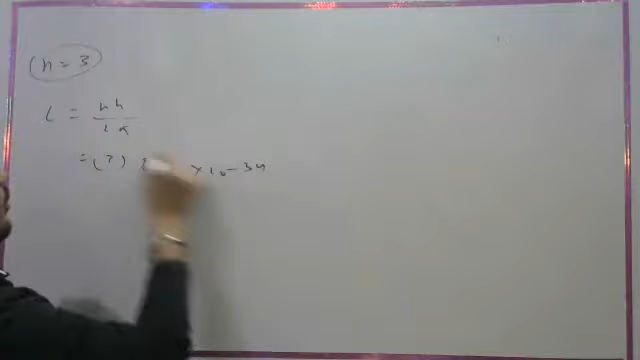 (n = 3
L = nh
2π
= (3) × 10 - 34